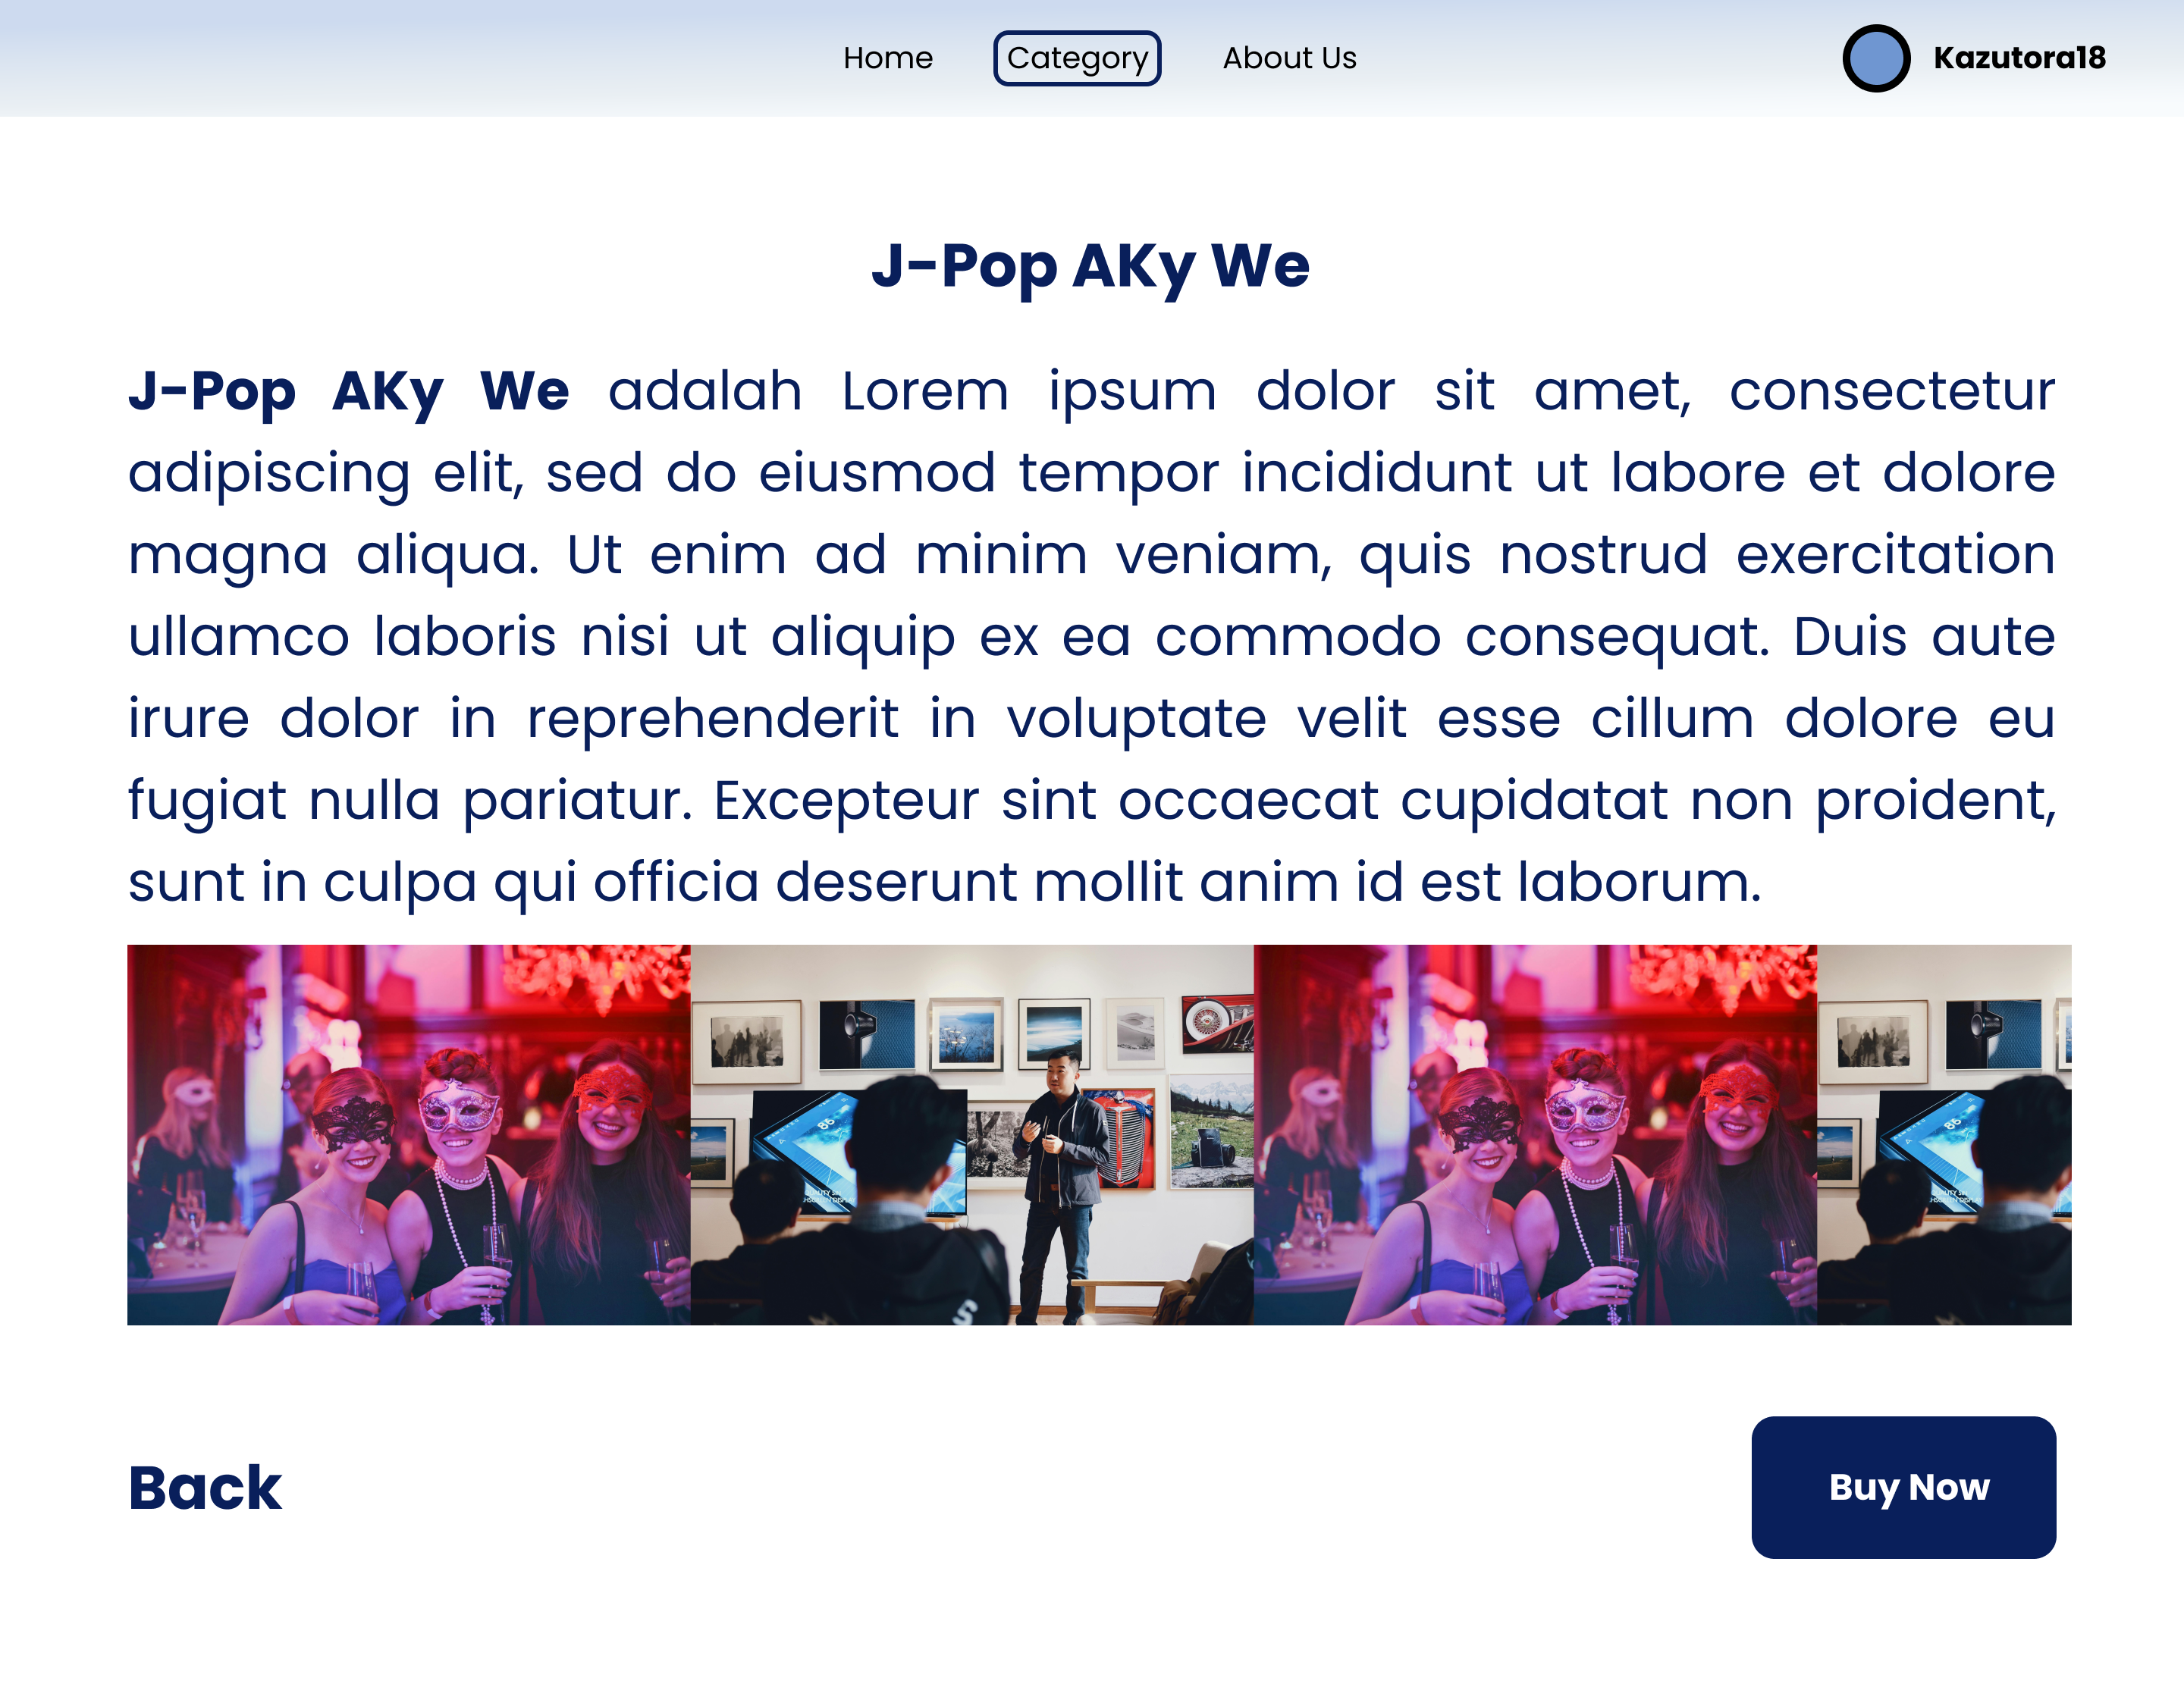 Home Category About Us Kazutora18
J-Pop AKy We
J-Pop AKy We adalah Lorem ipsum dolor sit amet, consectetur
adipiscing elit, sed do eiusmod tempor incididunt ut labore et dolore
magna aliqua. Ut enim ad minim veniam, quis nostrud exercitation
ullamco laboris nisi ut aliquip ex ea commodo consequat. Duis aute
irure dolor in reprehenderit in voluptate velit esse cillum dolore eu
fugiat nulla pariatur. Excepteur sint occaecat cupidatat non proident,
sunt in culpa qui officia deserunt mollit anim id est laborum.
86
86
Back
Buy Now